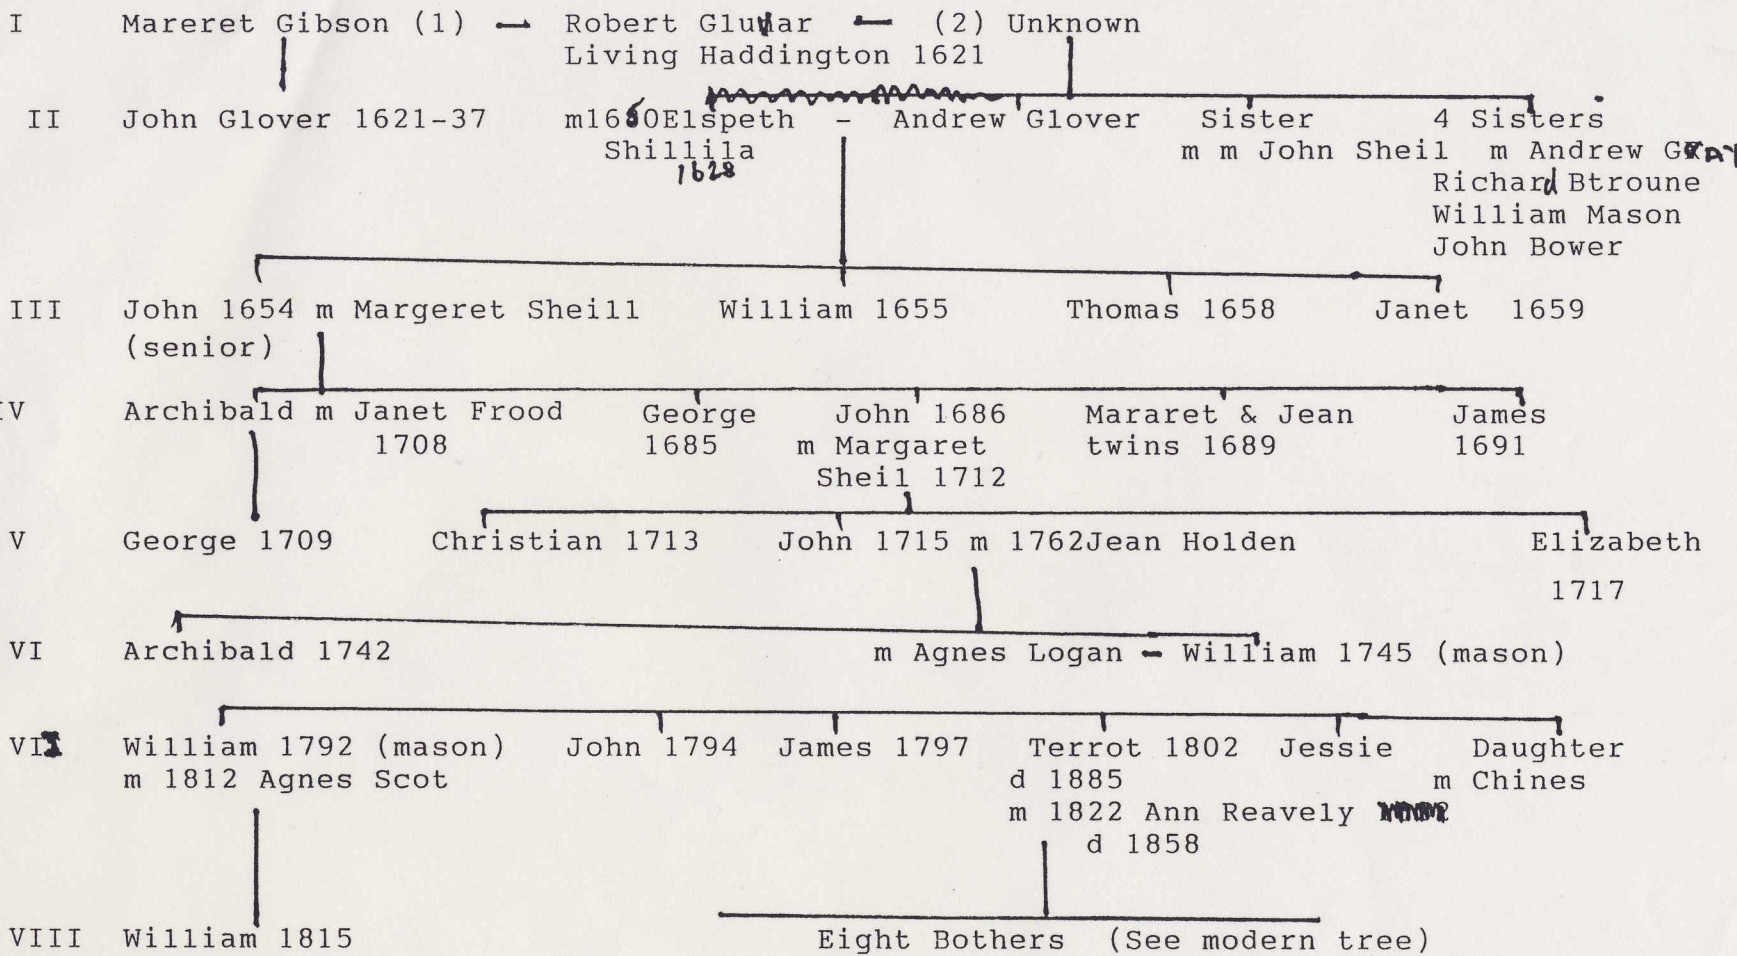 I Mareret Gibson (1) — Robert Gluvar — (2) Unknown
Living Haddington 1621
II John Glover 1621-37 m1650Elspeth - Andrew Glover Sister 4 Sisters
Shillila m m John Sheil m Andrew GRAY
1628 Richard Btroune
William Mason
John Bower
III John 1654 m Margeret Sheill William 1655 Thomas 1658 Janet 1659
(senior)
IV Archibald m Janet Frood George John 1686 Mararet & Jean James
1708 1685 m Margaret twins 1689 1691
Sheil 1712
V George 1709 Christian 1713 John 1715 m 1762Jean Holden Elizabeth
1717
VI Archibald 1742 m Agnes Logan - William 1745 (mason)
VII William 1792 (mason) John 1794 James 1797 Terrot 1802 Jessie Daughter
m 1812 Agnes Scot d 1885 m Chines
m 1822 Ann Reavely
d 1858
VIII William 1815 Eight Bothers (See modern tree)